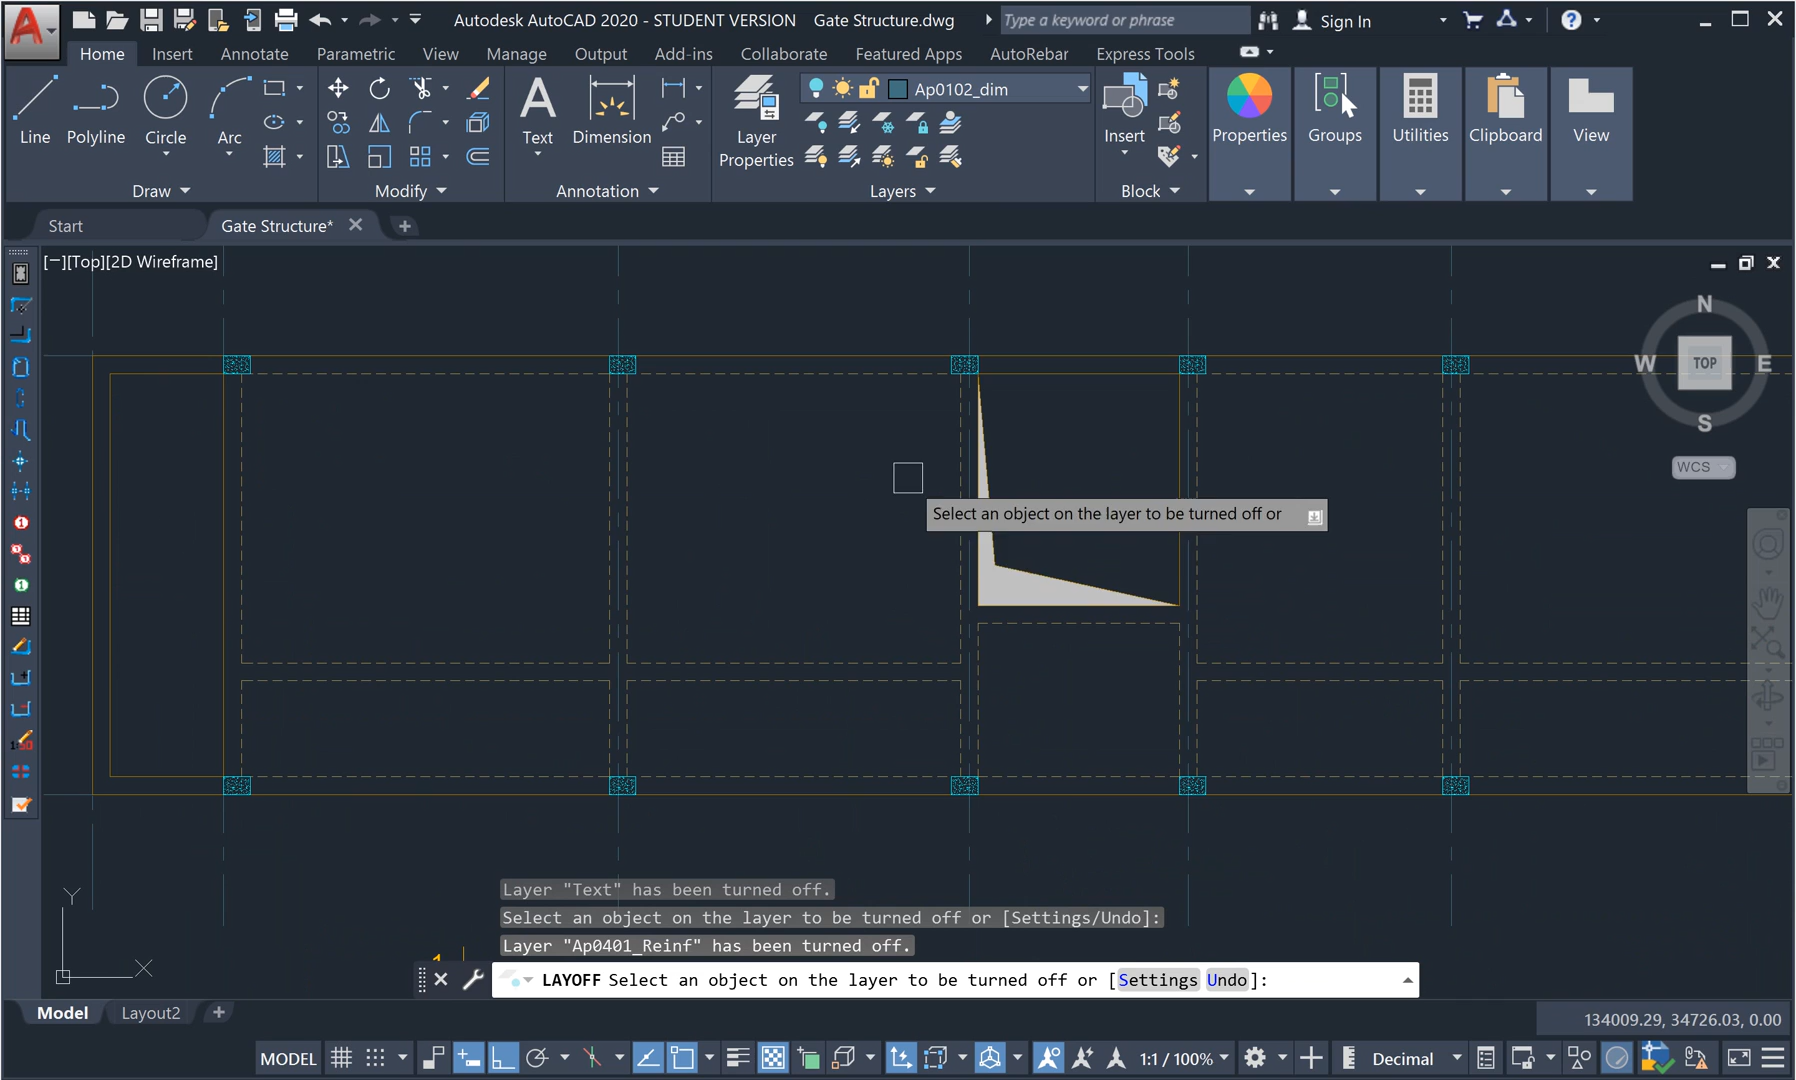 Autodesk AutoCAD 2020 - STUDENT VERSION Gate Structure.dwg
Type a keyword or phrase
Sign In
Home Insert Annotate Parametric View Manage Output Add-ins Collaborate Featured Apps AutoRebar Express Tools
Ap0102_dim
Line Polyline Circle Arc Text Dimension Layer Properties Insert Properties Groups Utilities Clipboard View
Draw Modify Annotation Layers Block
Start Gate Structure*
[−][Top][2D Wireframe]
N
W TOP E
S
WCS
Select an object on the layer to be turned off or
Layer "Text" has been turned off.
Select an object on the layer to be turned off or [Settings/Undo]:
Layer "Ap0401_Reinf" has been turned off.
Y
X
1
LAYOFF Select an object on the layer to be turned off or [Settings Undo]:
Model Layout2
134009.29, 34726.03, 0.00
MODEL 1:1 / 100% Decimal